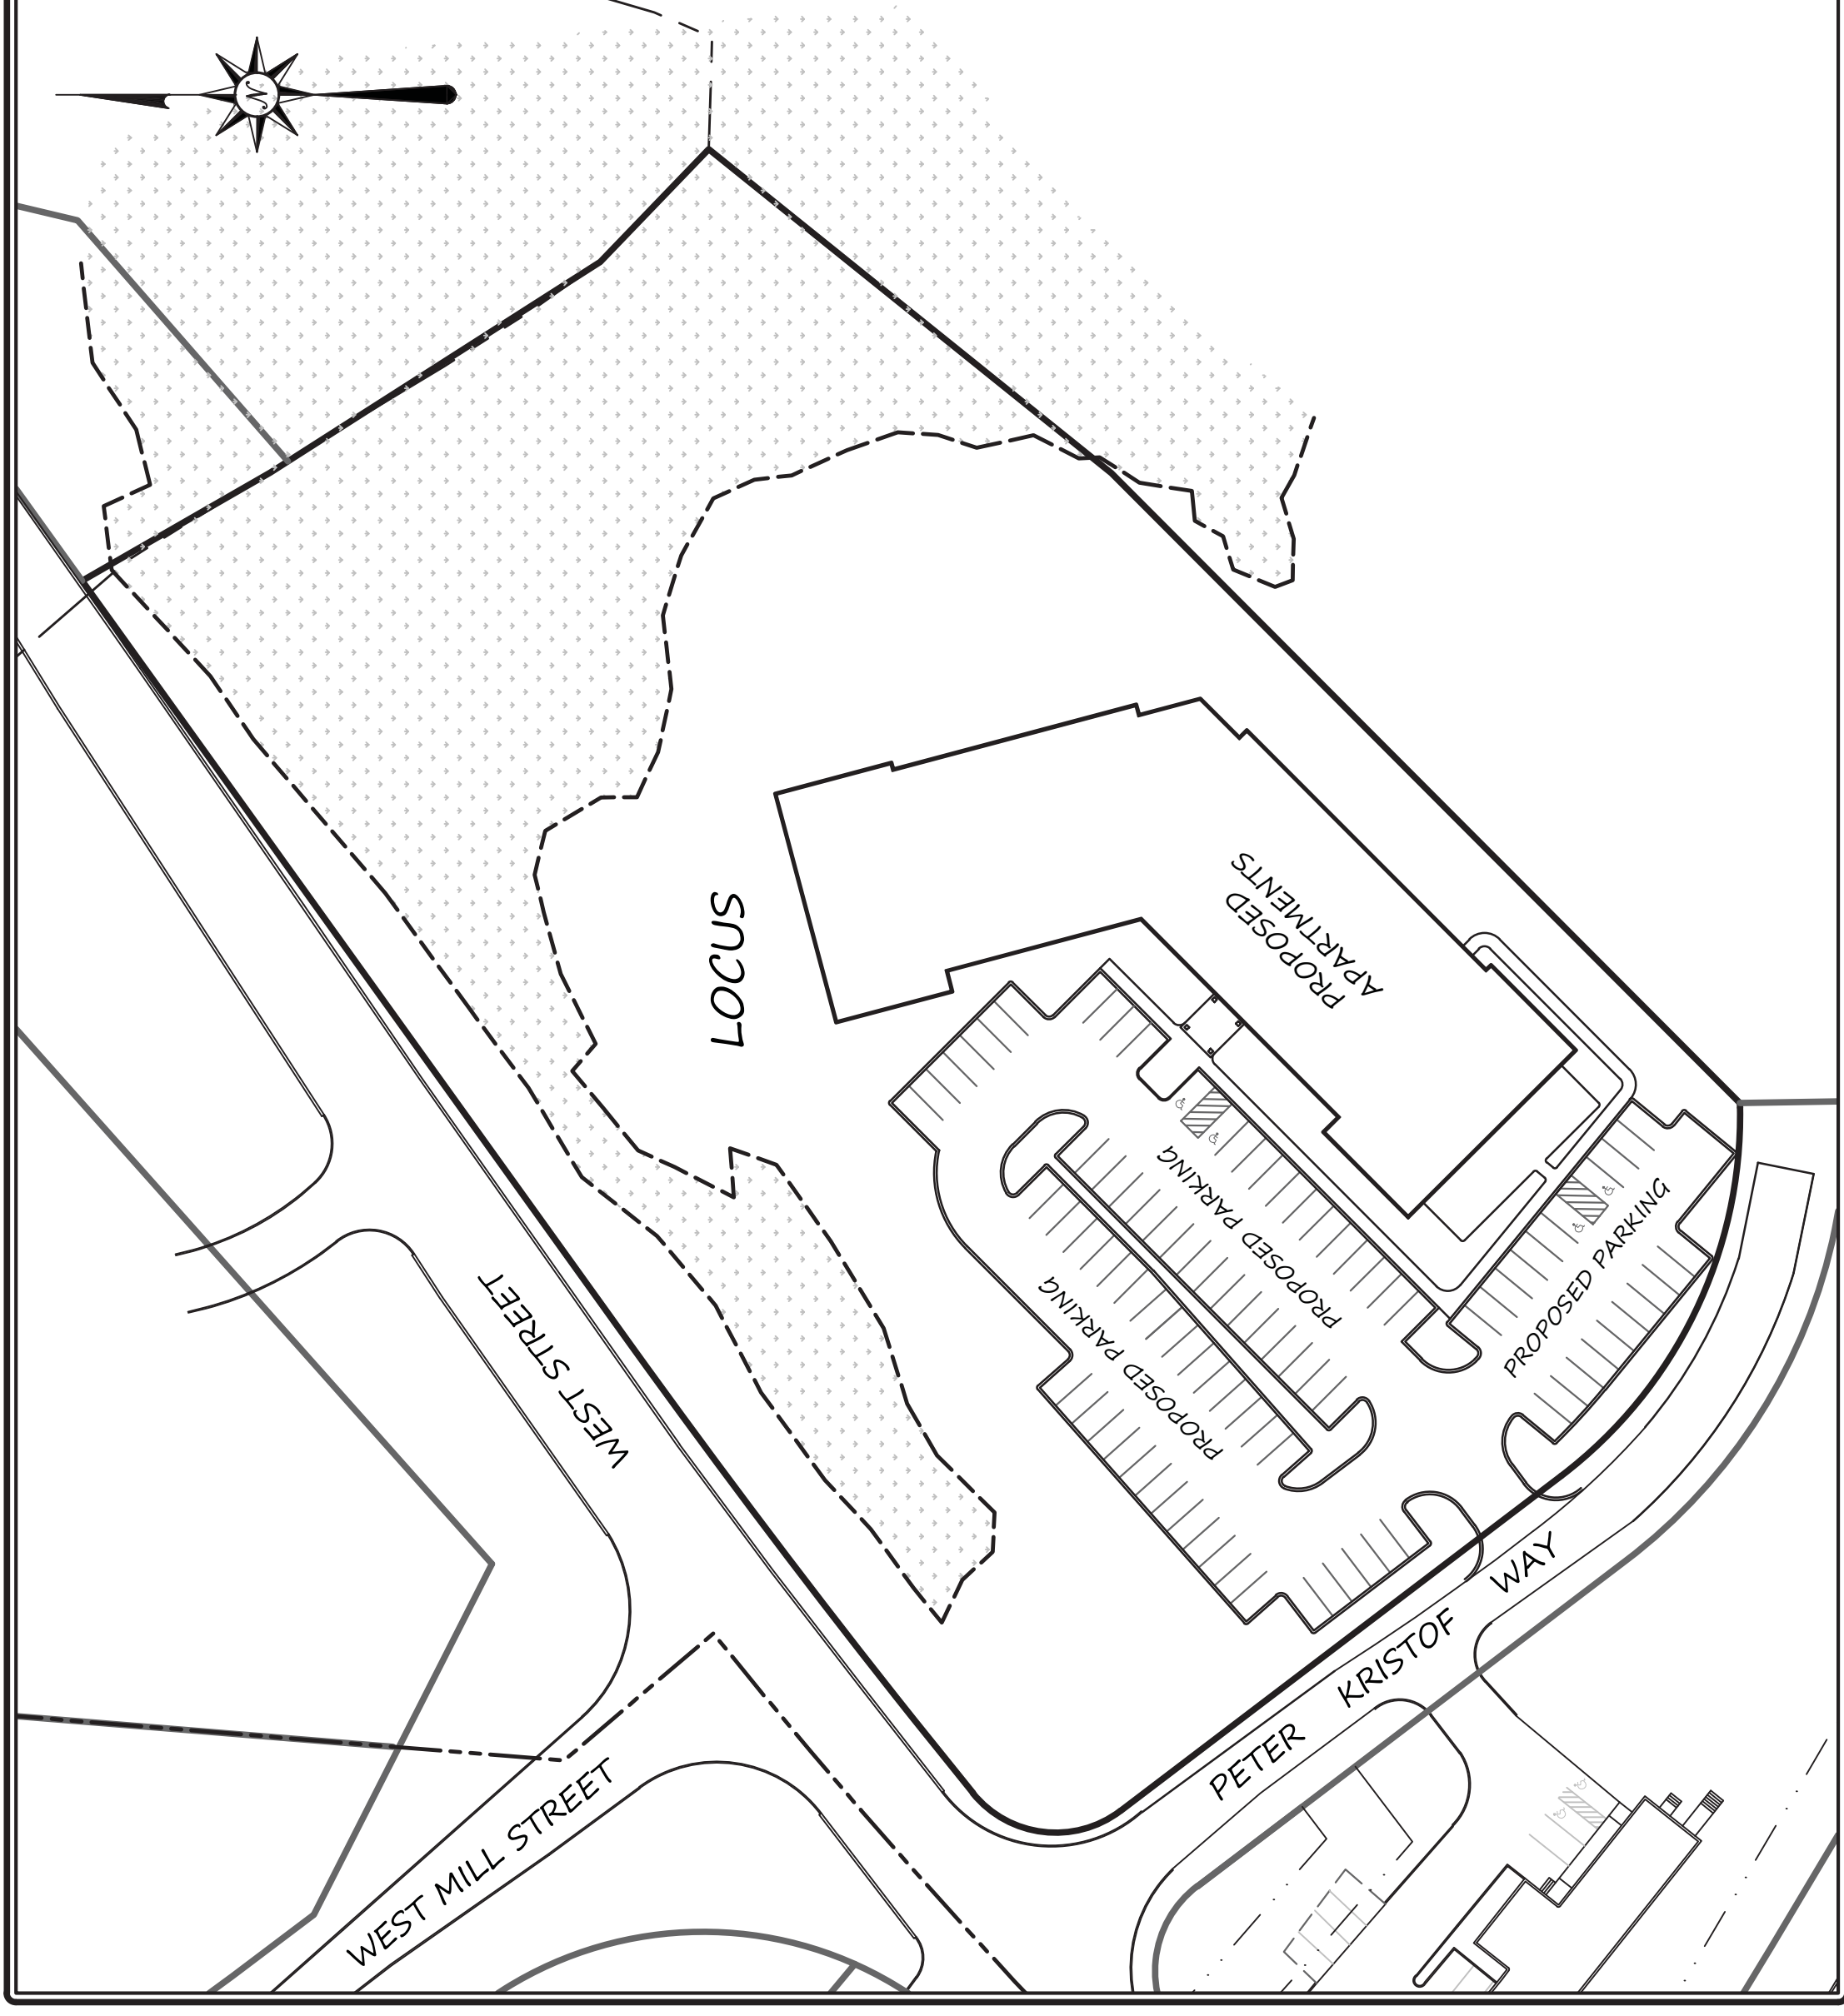 N
LOCUS
PROPOSED
APARTMENTS
PROPOSED PARKING
PROPOSED PARKING
PROPOSED PARKING
WEST STREET
PETER KRISTOF WAY
WEST MILL STREET